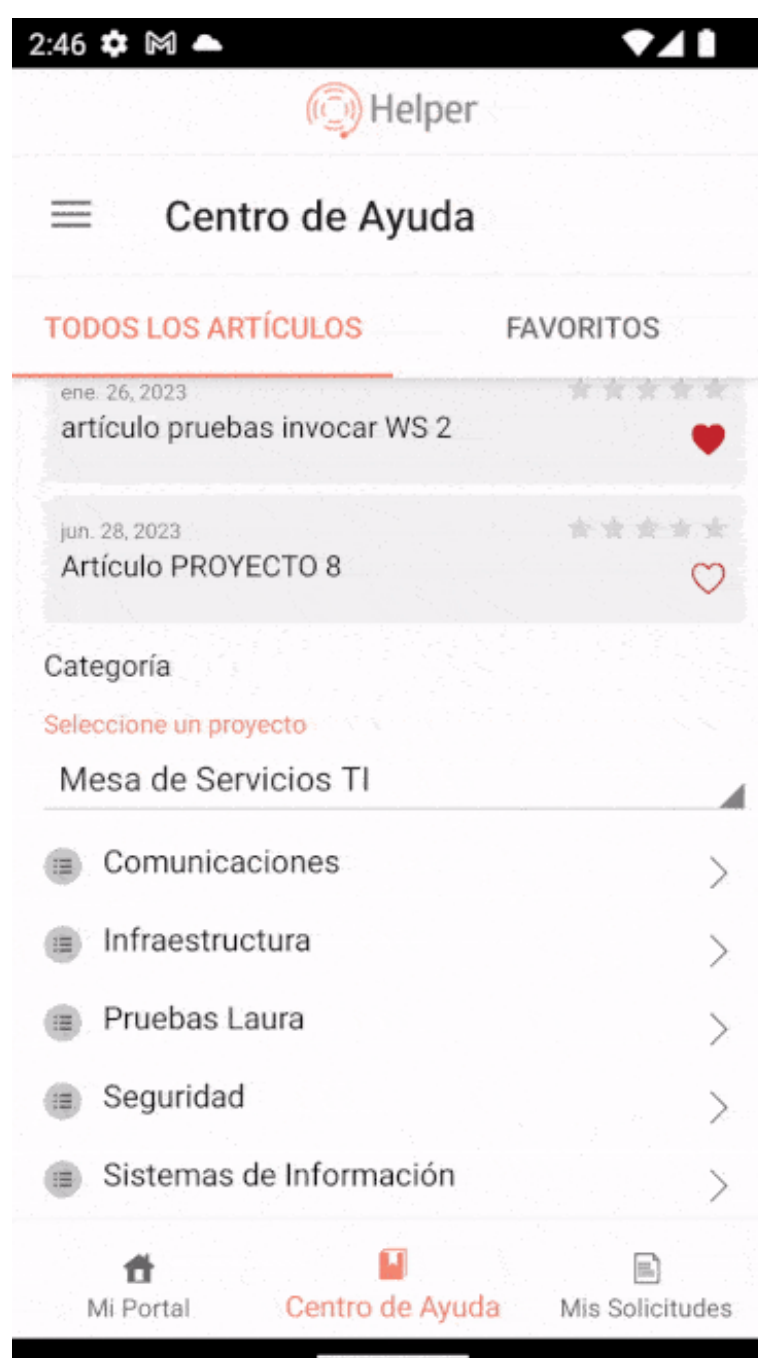 2:46
Helper
Centro de Ayuda
TODOS LOS ARTÍCULOS FAVORITOS
ene. 26, 2023
artículo pruebas invocar WS 2
jun. 28, 2023
Artículo PROYECTO 8
Categoría
Seleccione un proyecto
Mesa de Servicios TI
Comunicaciones
Infraestructura
Pruebas Laura
Seguridad
Sistemas de Información
Mi Portal Centro de Ayuda Mis Solicitudes